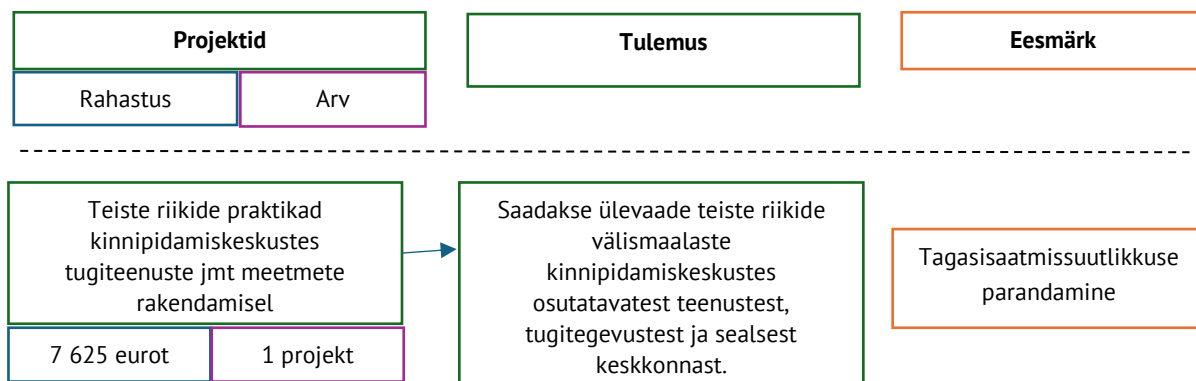 Projektid
Tulemus
Eesmärk
Rahastus
Arv
Teiste riikide praktikad
kinnipidamiskeskustes
tugiteenuste jmt meetmete
rakendamisel
7 625 eurot
1 projekt
Saadakse ülevaade teiste riikide
välismaalaste
kinnipidamiskeskustes
osutatavatest teenustest,
tugitegevustest ja sealsest
keskkonnast.
Tagasisaatmissuutlikkuse
parandamine